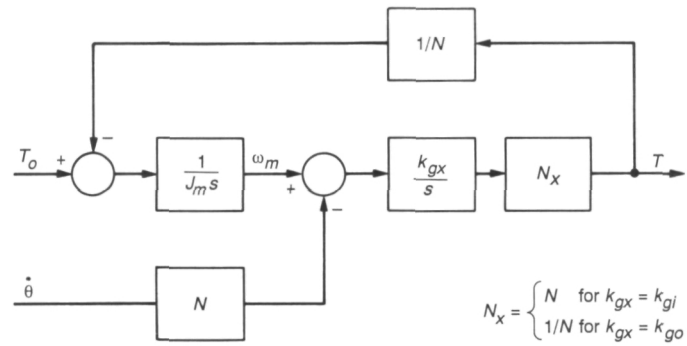 1/N
−
T_o + 1/(J_m s) ω_m + k_gx/s N_x T
−
θ̇ N
N_x = { N for k_gx = k_gi
1/N for k_gx = k_go